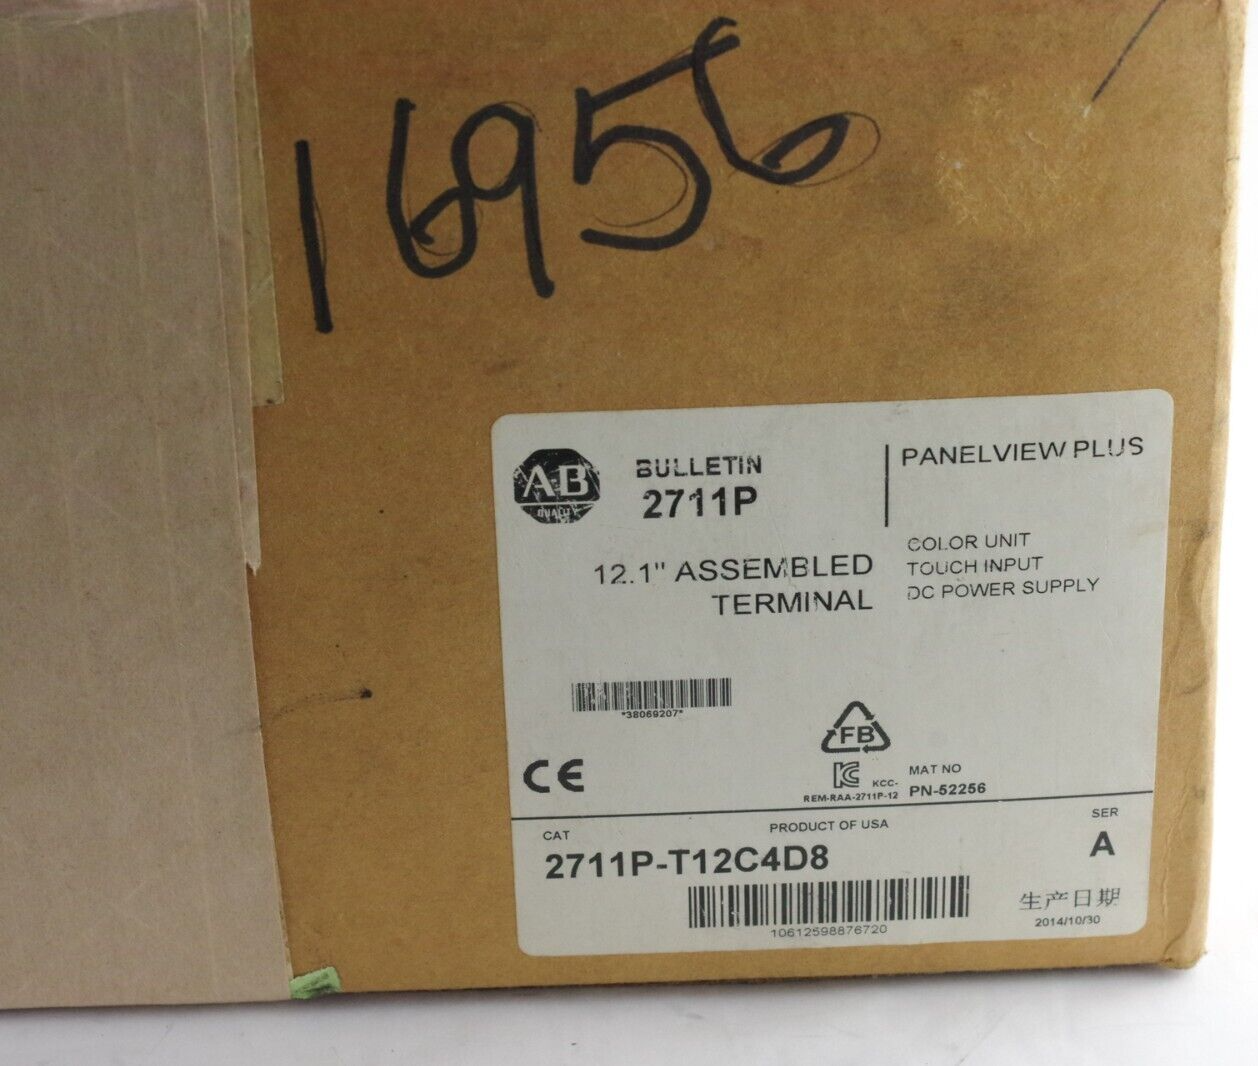 16956
AB
QUALITY
BULLETIN
2711P
PANELVIEW PLUS
12.1" ASSEMBLED
TERMINAL
COLOR UNIT
TOUCH INPUT
DC POWER SUPPLY
*38069207*
FB
CE
KCC-
REM-RAA-2711P-12
MAT NO
PN-52256
CAT
PRODUCT OF USA
SER
2711P-T12C4D8
A
10612598876720
生产日期
2014/10/30